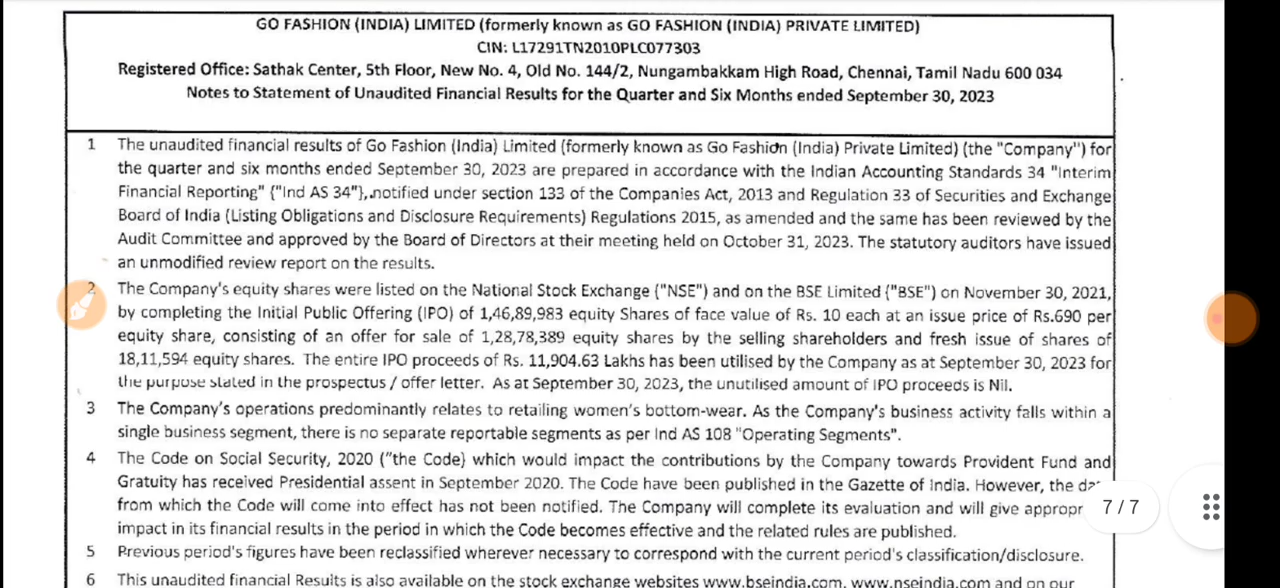 GO FASHION (INDIA) LIMITED (formerly known as GO FASHION (INDIA) PRIVATE LIMITED)
CIN: L17291TN2010PLC077303
Registered Office: Sathak Center, 5th Floor, New No. 4, Old No. 144/2, Nungambakkam High Road, Chennai, Tamil Nadu 600 034
Notes to Statement of Unaudited Financial Results for the Quarter and Six Months ended September 30, 2023
1 The unaudited financial results of Go Fashion (India) Limited (formerly known as Go Fashion (India) Private Limited) (the "Company") for
the quarter and six months ended September 30, 2023 are prepared in accordance with the Indian Accounting Standards 34 "Interim
Financial Reporting" {"Ind AS 34"}, notified under section 133 of the Companies Act, 2013 and Regulation 33 of Securities and Exchange
Board of India (Listing Obligations and Disclosure Requirements) Regulations 2015, as amended and the same has been reviewed by the
Audit Committee and approved by the Board of Directors at their meeting held on October 31, 2023. The statutory auditors have issued
an unmodified review report on the results.
2 The Company's equity shares were listed on the National Stock Exchange {"NSE") and on the BSE Limited {"BSE") on November 30, 2021,
by completing the Initial Public Offering (IPO) of 1,46,89,983 equity Shares of face value of Rs. 10 each at an issue price of Rs.690 per
equity share, consisting of an offer for sale of 1,28,78,389 equity shares by the selling shareholders and fresh issue of shares of
18,11,594 equity shares. The entire IPO proceeds of Rs. 11,904.63 Lakhs has been utilised by the Company as at September 30, 2023 for
the purpose stated in the prospectus / offer letter. As at September 30, 2023, the unutilised amount of IPO proceeds is Nil.
3 The Company's operations predominantly relates to retailing women's bottom-wear. As the Company's business activity falls within a
single business segment, there is no separate reportable segments as per Ind AS 108 "Operating Segments".
4 The Code on Social Security, 2020 ("the Code) which would impact the contributions by the Company towards Provident Fund and
Gratuity has received Presidential assent in September 2020. The Code have been published in the Gazette of India. However, the
from which the Code will come into effect has not been notified. The Company will complete its evaluation and will give appropr
impact in its financial results in the period in which the Code becomes effective and the related rules are published.
7 / 7
5 Previous period's figures have been reclassified wherever necessary to correspond with the current period's classification/disclosure.
6 This unaudited financial Results is also available on the stock exchange websites www.bseindia.com, www.nseindia.com and on our